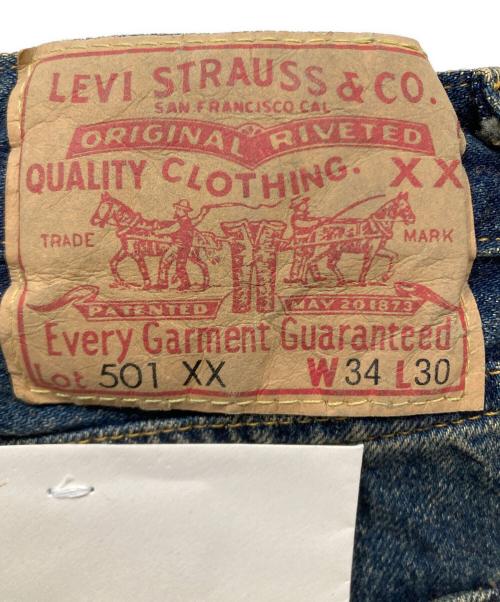 LEVI STRAUSS & CO.
SAN FRANCISCO CAL
ORIGINAL RIVETED
QUALITY CLOTHING. XX
TRADE MARK
PATENTED MAY 20 1873
Every Garment Guaranteed
Lot 501 XX W 34 L 30